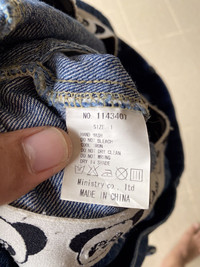 NO 1143401
SIZE 1
HAND WASH
DO NOT BLEACH
COOL IRON
DO NOT DRY CLEAN
DO NOT WRING
DRY IN SHADE
Ministry co., ltd
MADE IN CHINA